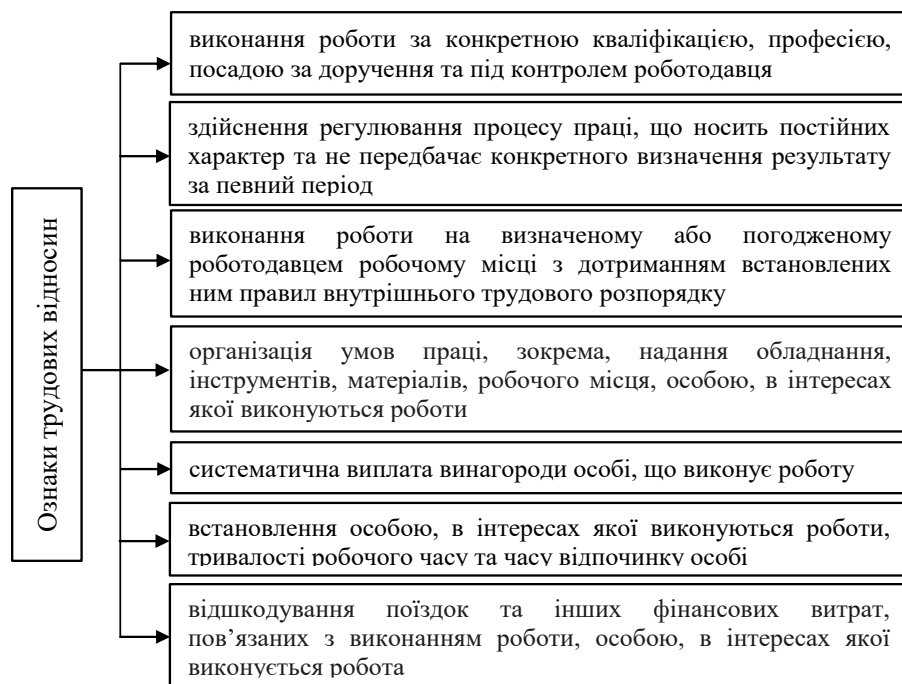 Ознаки трудових відносин
виконання роботи за конкретною кваліфікацією, професією,
посадою за доручення та під контролем роботодавця
здійснення регулювання процесу праці, що носить постійних
характер та не передбачає конкретного визначення результату
за певний період
виконання роботи на визначеному або погодженому
роботодавцем робочому місці з дотриманням встановлених
ним правил внутрішнього трудового розпорядку
організація умов праці, зокрема, надання обладнання,
інструментів, матеріалів, робочого місця, особою, в інтересах
якої виконуються роботи
систематична виплата винагороди особі, що виконує роботу
встановлення особою, в інтересах якої виконуються роботи,
тривалості робочого часу та часу відпочинку особі
відшкодування поїздок та інших фінансових витрат,
пов’язаних з виконанням роботи, особою, в інтересах якої
виконується робота